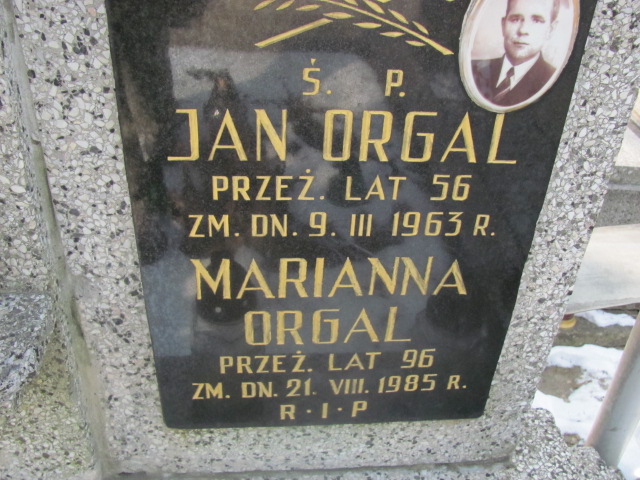 Ś. P.
JAN ORGAL
PRZEŻ. LAT 56
ZM. DN. 9. III 1963 R.
MARIANNA
ORGAL
PRZEŻ. LAT 96
ZM. DN. 21. VIII. 1985 R.
R·I·P